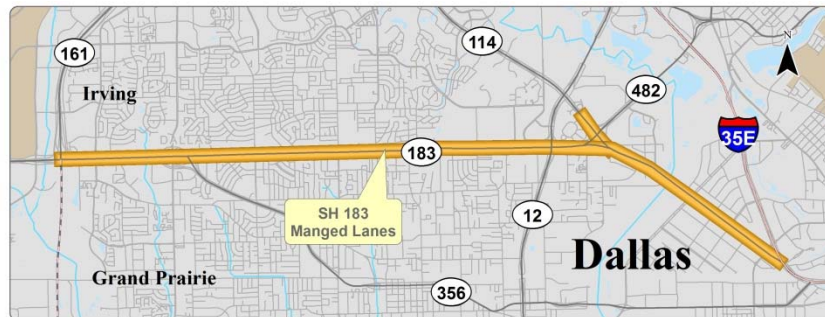 161
114
N
Irving
482
35E
183
SH 183
Manged Lanes
12
Dallas
Grand Prairie
356